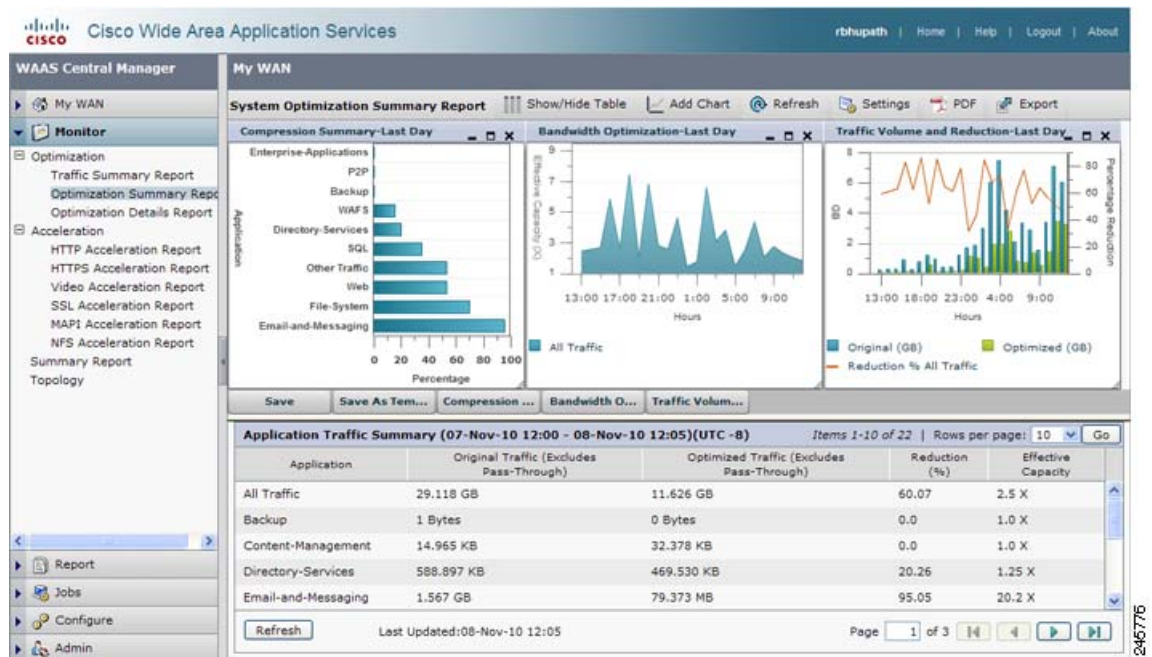 CISCO
Cisco Wide Area Application Services
rbhupath | Home | Help | Logout | About
WAAS Central Manager
My WAN
My WAN
System Optimization Summary Report
Show/Hide Table
Add Chart
Refresh
Settings
PDF
Export
Monitor
Optimization
Traffic Summary Report
Optimization Summary Repo
Optimization Details Report
Acceleration
HTTP Acceleration Report
HTTPS Acceleration Report
Video Acceleration Report
SSL Acceleration Report
MAPI Acceleration Report
NFS Acceleration Report
Summary Report
Topology
Report
Jobs
Configure
Admin
Compression Summary-Last Day
Application
Enterprise-Applications
P2P
Backup
WAFS
Directory-Services
SQL
Other Traffic
Web
File-System
Email-and-Messaging
0 20 40 60 80 100
Percentage
Bandwidth Optimization-Last Day
Effective Capacity (X)
9
7
5
3
1
13:00 17:00 21:00 1:00 5:00 9:00
Hours
All Traffic
Traffic Volume and Reduction-Last Day
GB
8
6
4
2
0
80
60
40
20
0
Percentage Reduction
13:00 18:00 23:00 4:00 9:00
Hours
Original (GB)
Optimized (GB)
Reduction % All Traffic
Save
Save As Tem...
Compression ...
Bandwidth O...
Traffic Volum...
Application Traffic Summary (07-Nov-10 12:00 - 08-Nov-10 12:05)(UTC -8)
Items 1-10 of 22 | Rows per page: 10 Go
Application
Original Traffic (Excludes Pass-Through)
Optimized Traffic (Excludes Pass-Through)
Reduction (%)
Effective Capacity
All Traffic 29.118 GB 11.626 GB 60.07 2.5 X
Backup 1 Bytes 0 Bytes 0.0 1.0 X
Content-Management 14.965 KB 32.378 KB 0.0 1.0 X
Directory-Services 588.897 KB 469.530 KB 20.26 1.25 X
Email-and-Messaging 1.567 GB 79.373 MB 95.05 20.2 X
Refresh
Last Updated:08-Nov-10 12:05
Page 1 of 3
245775